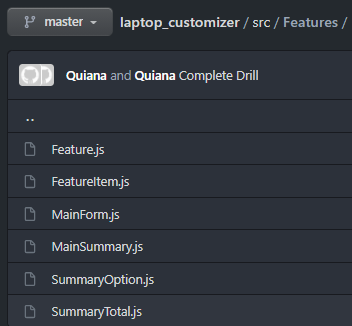 master laptop_customizer / src / Features /
Quiana and Quiana Complete Drill
..
Feature.js
FeatureItem.js
MainForm.js
MainSummary.js
SummaryOption.js
SummaryTotal.js